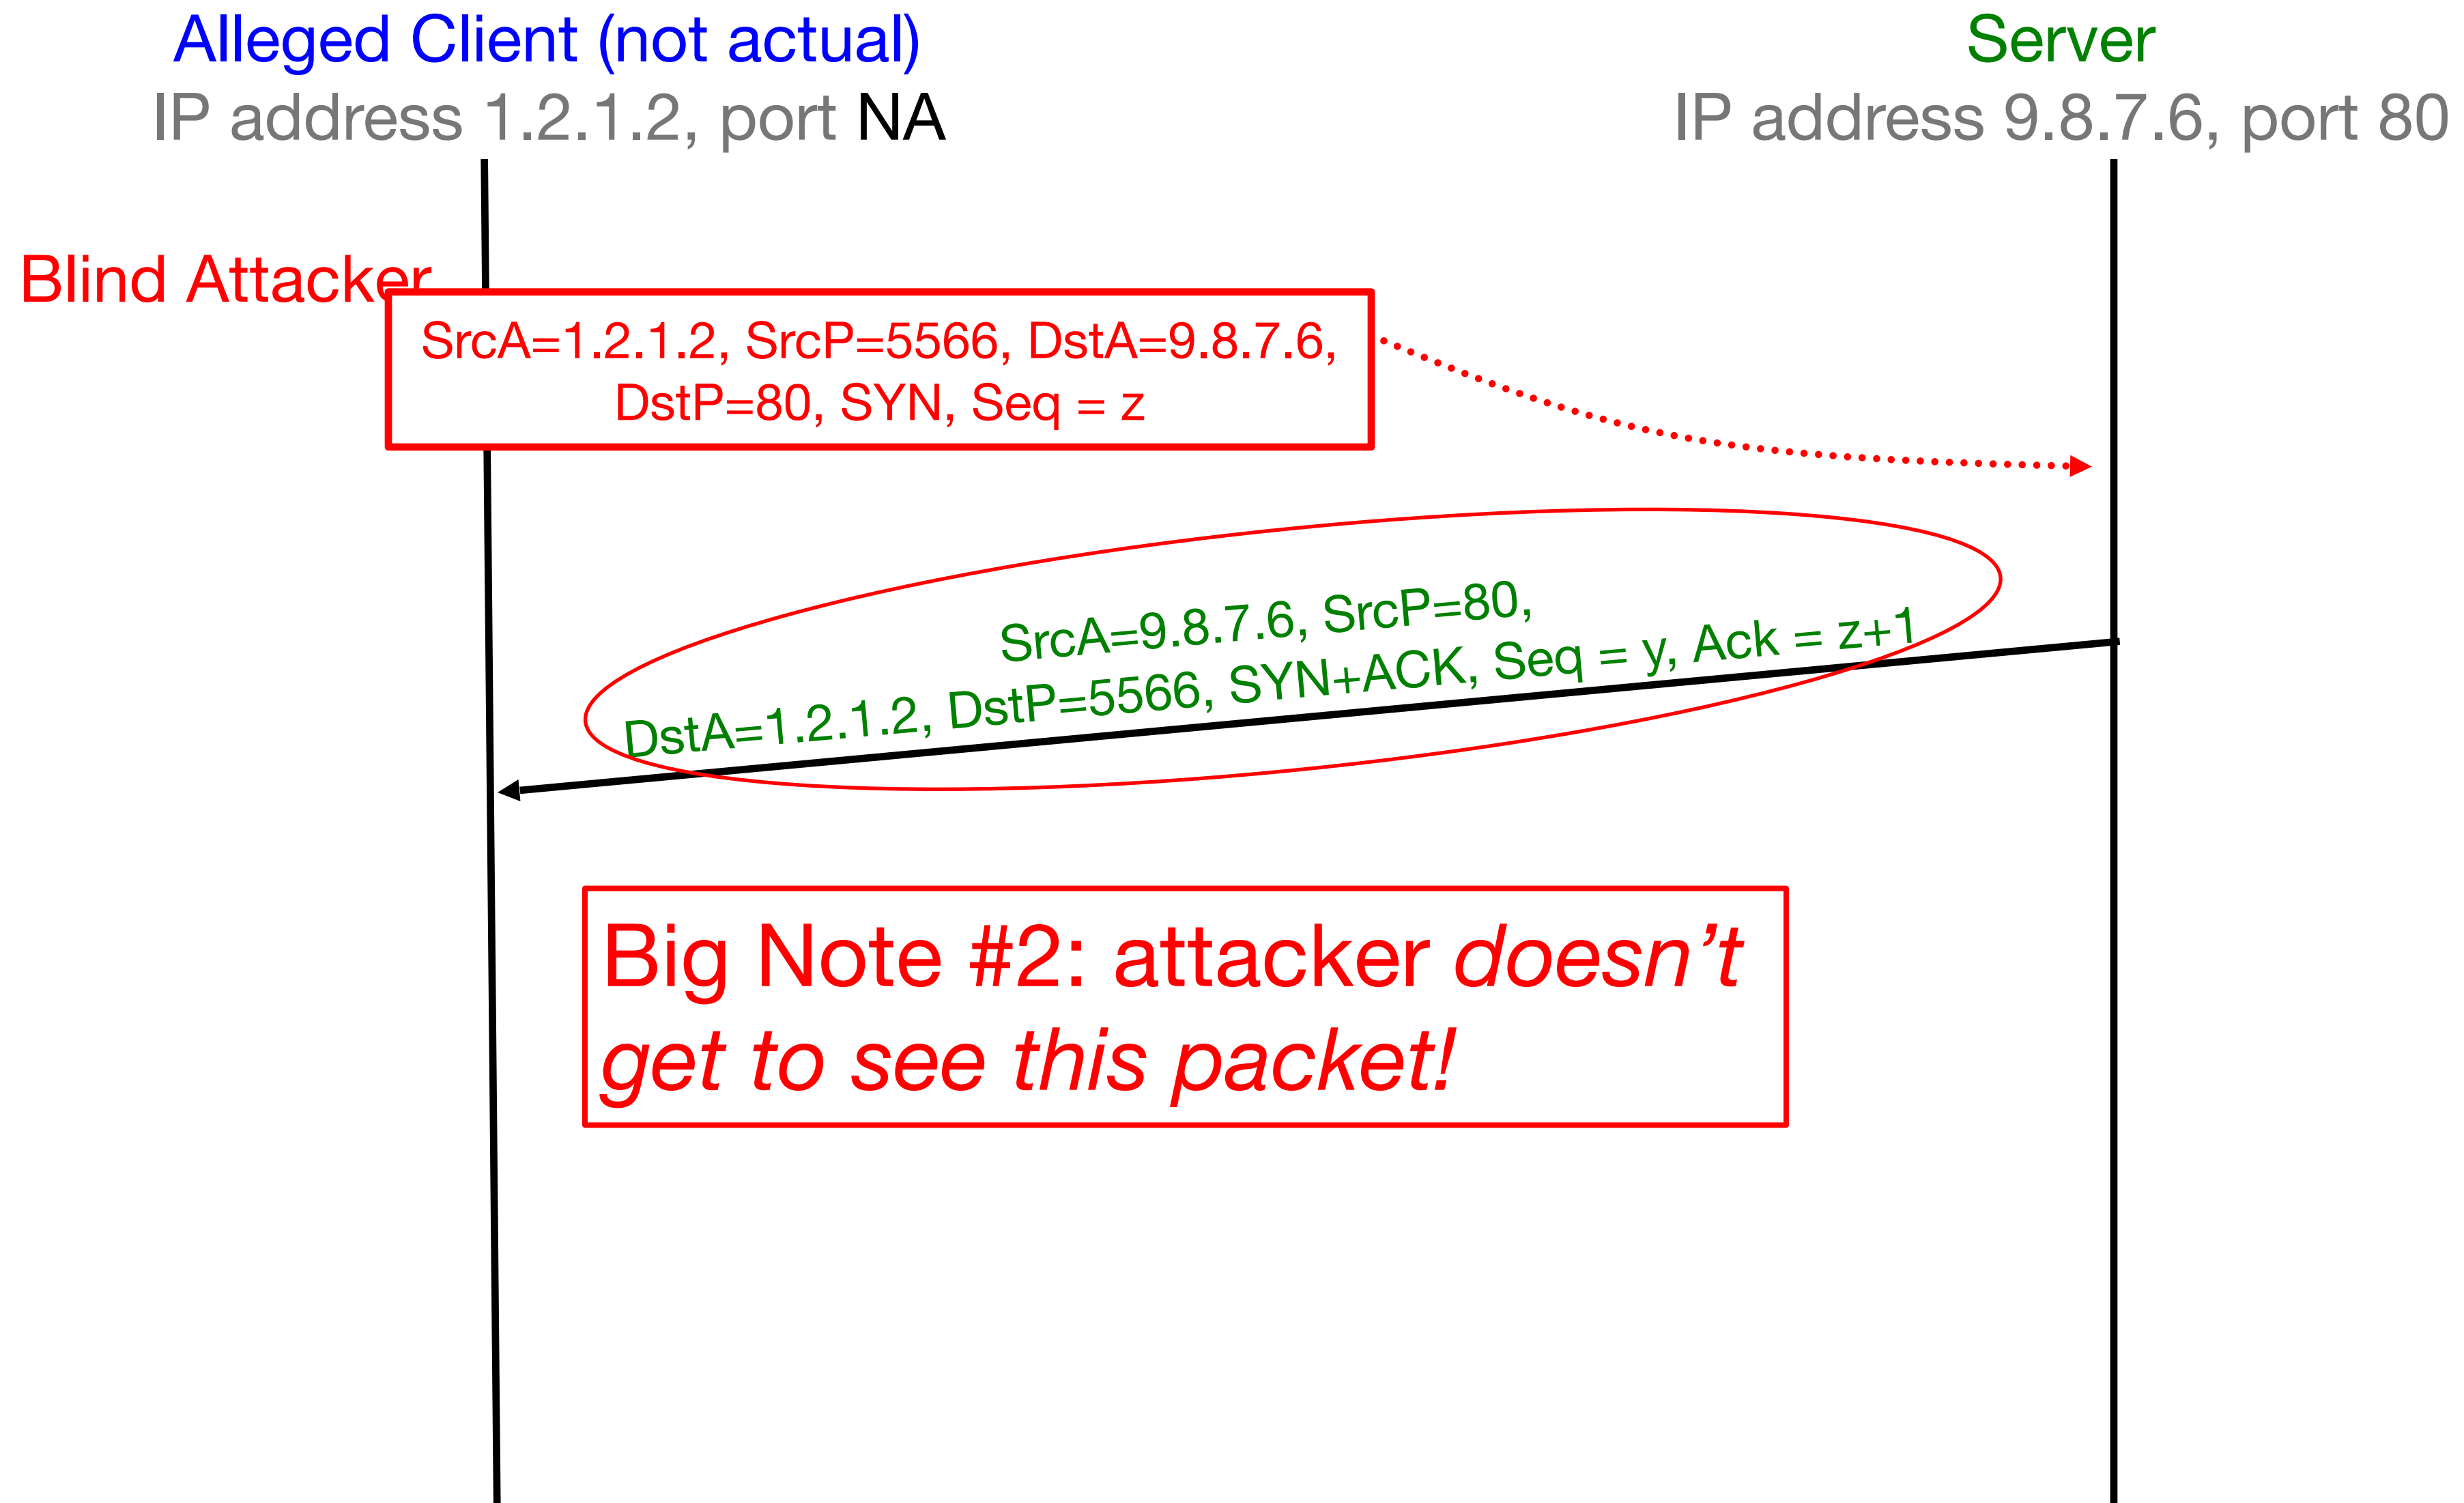 Alleged Client (not actual)
IP address 1.2.1.2, port NA
Server
IP address 9.8.7.6, port 80
Blind Attacker
SrcA=1.2.1.2, SrcP=5566, DstA=9.8.7.6,
DstP=80, SYN, Seq = z
SrcA=9.8.7.6, SrcP=80,
DstA=1.2.1.2, DstP=5566, SYN+ACK, Seq = y, Ack = z+1
Big Note #2: attacker doesn’t
get to see this packet!